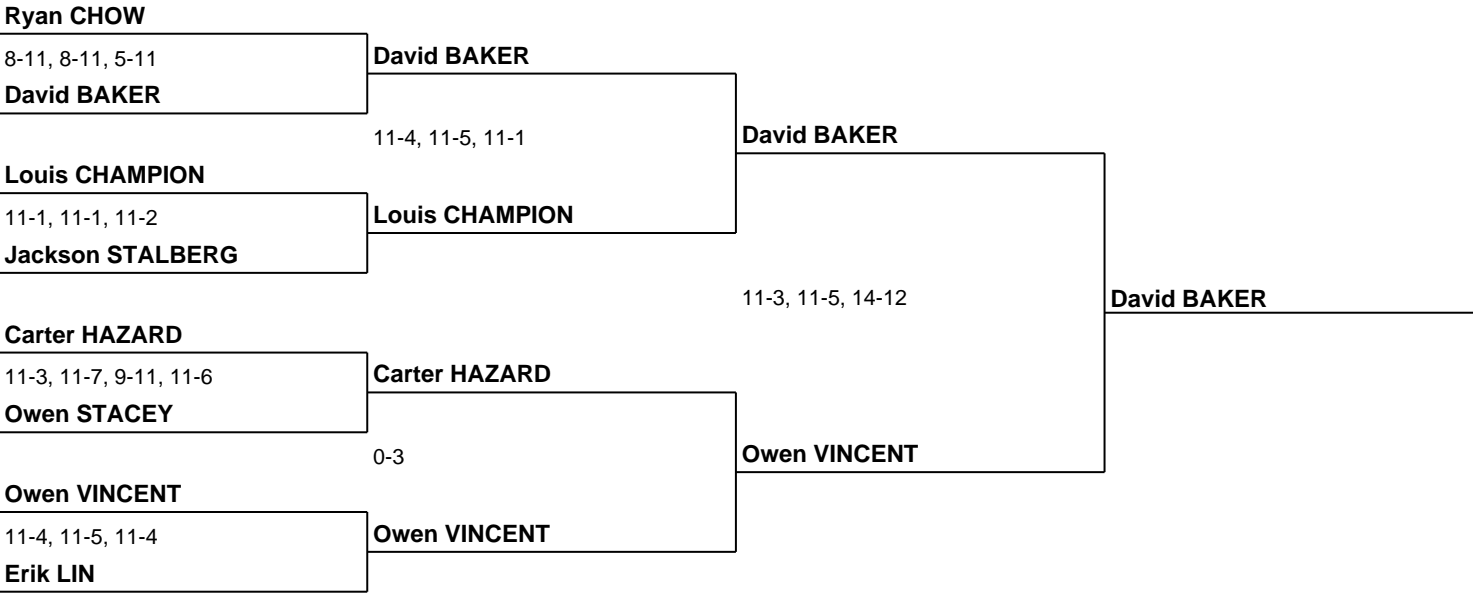 Ryan CHOW
8-11, 8-11, 5-11
David BAKER
Louis CHAMPION
11-1, 11-1, 11-2
Jackson STALBERG
Carter HAZARD
11-3, 11-7, 9-11, 11-6
Owen STACEY
Owen VINCENT
11-4, 11-5, 11-4
Erik LIN
David BAKER
11-4, 11-5, 11-1
Louis CHAMPION
Carter HAZARD
0-3
Owen VINCENT
David BAKER
11-3, 11-5, 14-12
Owen VINCENT
David BAKER